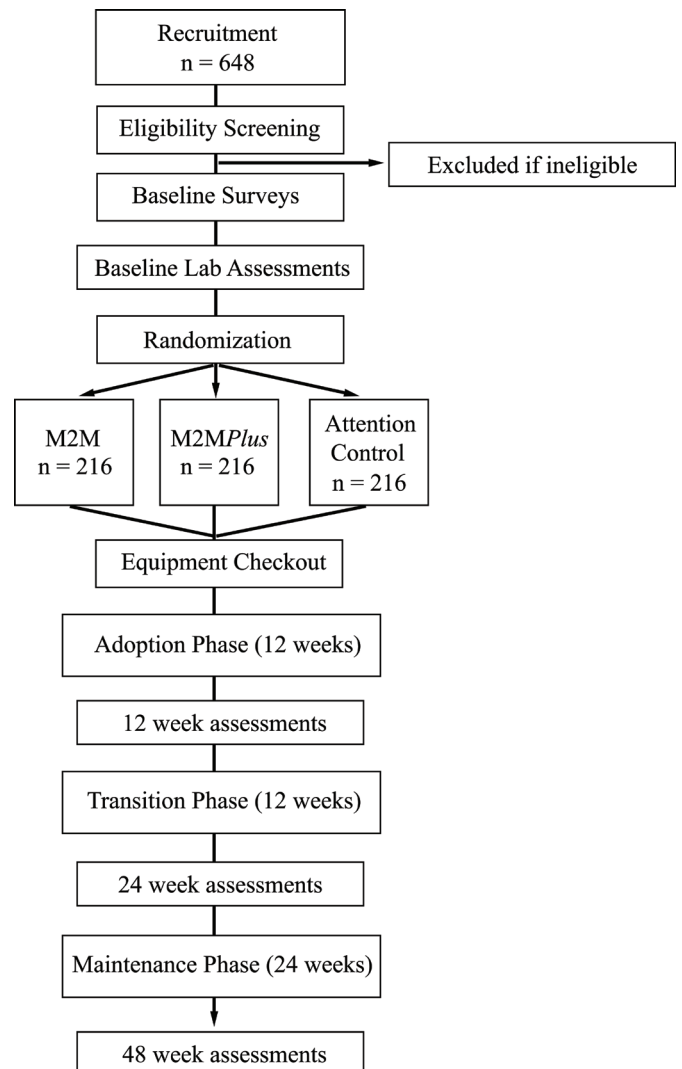 Recruitment
n = 648
Eligibility Screening
Excluded if ineligible
Baseline Surveys
Baseline Lab Assessments
Randomization
M2M
n = 216
M2MPlus
n = 216
Attention
Control
n = 216
Equipment Checkout
Adoption Phase (12 weeks)
12 week assessments
Transition Phase (12 weeks)
24 week assessments
Maintenance Phase (24 weeks)
48 week assessments